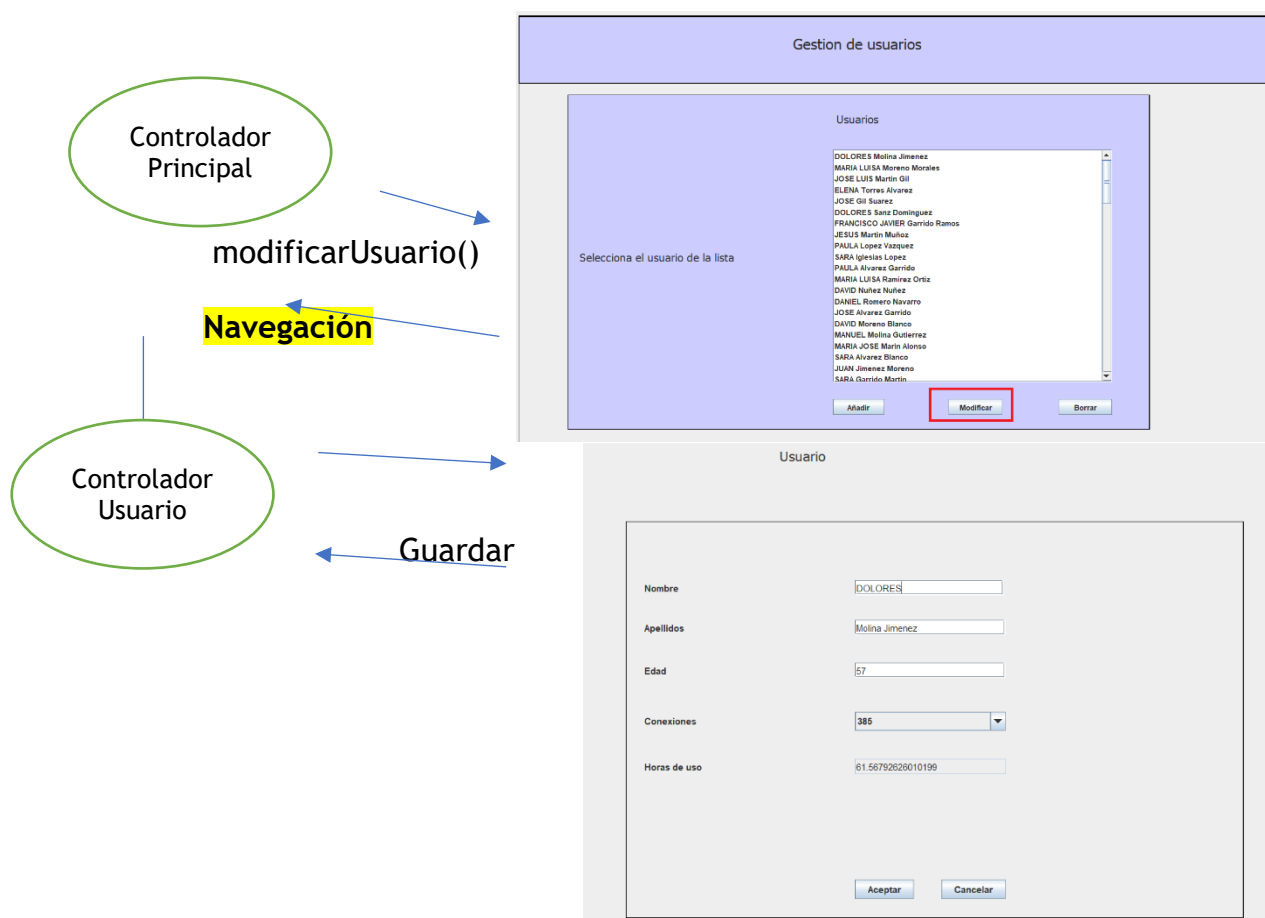 Gestion de usuarios
Controlador
Principal
modificarUsuario()
Navegación
Usuarios
DOLORES Molina Jimenez
MARIA LUISA Moreno Morales
JOSE LUIS Martin Gil
ELENA Torres Alvarez
JOSE Gil Suarez
DOLORES Sanz Dominguez
FRANCISCO JAVIER Garrido Ramos
JESUS Martin Muñoz
PAULA Lopez Vazquez
SARA Iglesias Lopez
PAULA Alvarez Garrido
MARIA LUISA Ramirez Ortiz
DAVID Nuñez Nuñez
DANIEL Romero Navarro
JOSE Alvarez Garrido
DAVID Moreno Blanco
MANUEL Molina Gutierrez
MARIA JOSE Marin Alonso
SARA Alvarez Blanco
JUAN Jimenez Moreno
SARA Garrido Martin
Selecciona el usuario de la lista
Añadir
Modificar
Borrar
Controlador
Usuario
Guardar
Usuario
Nombre
DOLORES
Apellidos
Molina Jimenez
Edad
57
Conexiones
385
Horas de uso
61.56792626010199
Aceptar
Cancelar